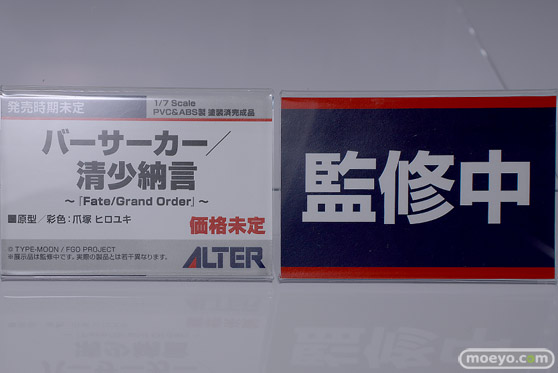 発売時期未定
1/7 Scale
PVC&ABS製 塗装済完成品
バーサーカー／
清少納言
～『Fate/Grand Order』～
■原型／彩色：爪塚 ヒロユキ
価格未定
© TYPE-MOON / FGO PROJECT
※展示品は監修中です。実際の製品とは若干異なります。
ALTER
監修中
moeyo.com